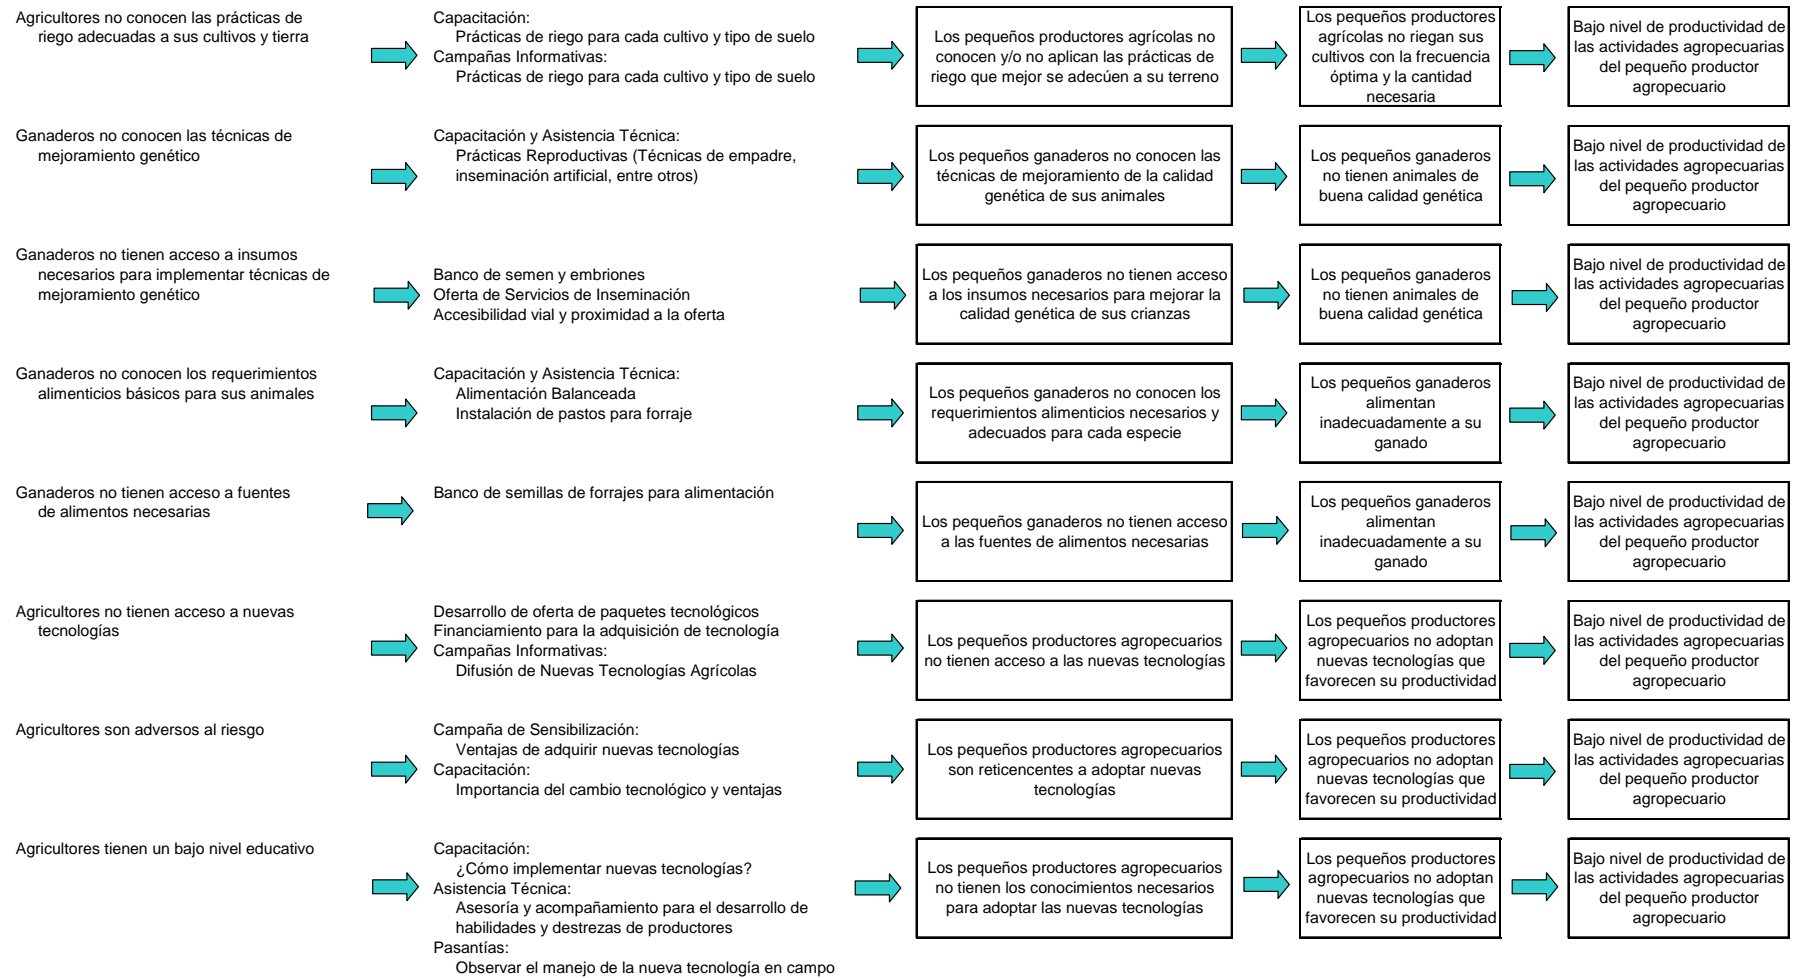 Agricultores no conocen las prácticas de
riego adecuadas a sus cultivos y tierra
Capacitación:
Prácticas de riego para cada cultivo y tipo de suelo
Campañas Informativas:
Prácticas de riego para cada cultivo y tipo de suelo
Los pequeños productores agrícolas no
conocen y/o no aplican las prácticas de
riego que mejor se adecúen a su terreno
Los pequeños productores
agrícolas no riegan sus
cultivos con la frecuencia
óptima y la cantidad
necesaria
Bajo nivel de productividad de
las actividades agropecuarias
del pequeño productor
agropecuario
Ganaderos no conocen las técnicas de
mejoramiento genético
Capacitación y Asistencia Técnica:
Prácticas Reproductivas (Técnicas de empadre,
inseminación artificial, entre otros)
Los pequeños ganaderos no conocen las
técnicas de mejoramiento de la calidad
genética de sus animales
Los pequeños ganaderos
no tienen animales de
buena calidad genética
Bajo nivel de productividad de
las actividades agropecuarias
del pequeño productor
agropecuario
Ganaderos no tienen acceso a insumos
necesarios para implementar técnicas de
mejoramiento genético
Banco de semen y embriones
Oferta de Servicios de Inseminación
Accesibilidad vial y proximidad a la oferta
Los pequeños ganaderos no tienen acceso
a los insumos necesarios para mejorar la
calidad genética de sus crianzas
Los pequeños ganaderos
no tienen animales de
buena calidad genética
Bajo nivel de productividad de
las actividades agropecuarias
del pequeño productor
agropecuario
Ganaderos no conocen los requerimientos
alimenticios básicos para sus animales
Capacitación y Asistencia Técnica:
Alimentación Balanceada
Instalación de pastos para forraje
Los pequeños ganaderos no conocen los
requerimientos alimenticios necesarios y
adecuados para cada especie
Los pequeños ganaderos
alimentan
inadecuadamente a su
ganado
Bajo nivel de productividad de
las actividades agropecuarias
del pequeño productor
agropecuario
Ganaderos no tienen acceso a fuentes
de alimentos necesarias
Banco de semillas de forrajes para alimentación
Los pequeños ganaderos no tienen acceso
a las fuentes de alimentos necesarias
Los pequeños ganaderos
alimentan
inadecuadamente a su
ganado
Bajo nivel de productividad de
las actividades agropecuarias
del pequeño productor
agropecuario
Agricultores no tienen acceso a nuevas
tecnologías
Desarrollo de oferta de paquetes tecnológicos
Financiamiento para la adquisición de tecnología
Campañas Informativas:
Difusión de Nuevas Tecnologías Agrícolas
Los pequeños productores agropecuarios
no tienen acceso a las nuevas tecnologías
Los pequeños productores
agropecuarios no adoptan
nuevas tecnologías que
favorecen su productividad
Bajo nivel de productividad de
las actividades agropecuarias
del pequeño productor
agropecuario
Agricultores son adversos al riesgo
Campaña de Sensibilización:
Ventajas de adquirir nuevas tecnologías
Capacitación:
Importancia del cambio tecnológico y ventajas
Los pequeños productores agropecuarios
son reticencentes a adoptar nuevas
tecnologías
Los pequeños productores
agropecuarios no adoptan
nuevas tecnologías que
favorecen su productividad
Bajo nivel de productividad de
las actividades agropecuarias
del pequeño productor
agropecuario
Agricultores tienen un bajo nivel educativo
Capacitación:
¿Cómo implementar nuevas tecnologías?
Asistencia Técnica:
Asesoría y acompañamiento para el desarrollo de
habilidades y destrezas de productores
Pasantías:
Observar el manejo de la nueva tecnología en campo
Los pequeños productores agropecuarios
no tienen los conocimientos necesarios
para adoptar las nuevas tecnologías
Los pequeños productores
agropecuarios no adoptan
nuevas tecnologías que
favorecen su productividad
Bajo nivel de productividad de
las actividades agropecuarias
del pequeño productor
agropecuario